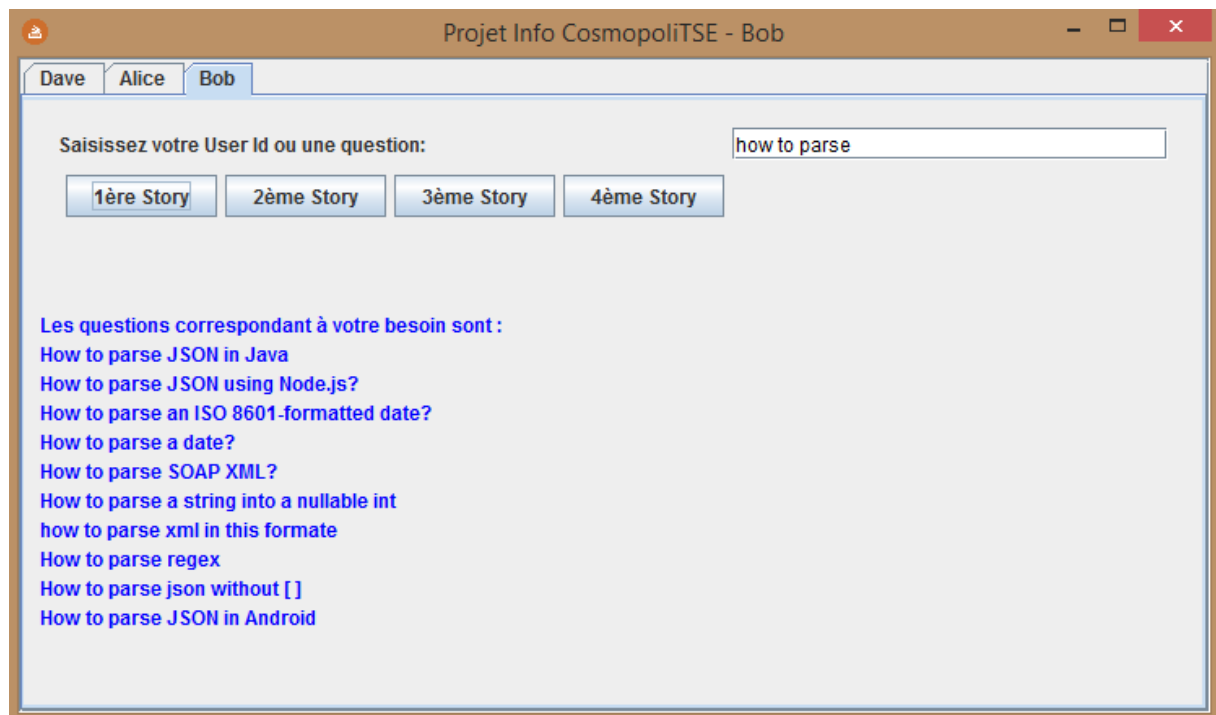 Projet Info CosmopoliTSE - Bob
Dave Alice Bob
Saisissez votre User Id ou une question: how to parse
1ère Story 2ème Story 3ème Story 4ème Story
Les questions correspondant à votre besoin sont :
How to parse JSON in Java
How to parse JSON using Node.js?
How to parse an ISO 8601-formatted date?
How to parse a date?
How to parse SOAP XML?
How to parse a string into a nullable int
how to parse xml in this formate
How to parse regex
How to parse json without [ ]
How to parse JSON in Android